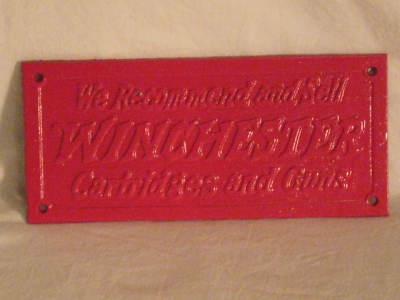 We Recommend and Sell
WINCHESTER
Cartridges and Guns